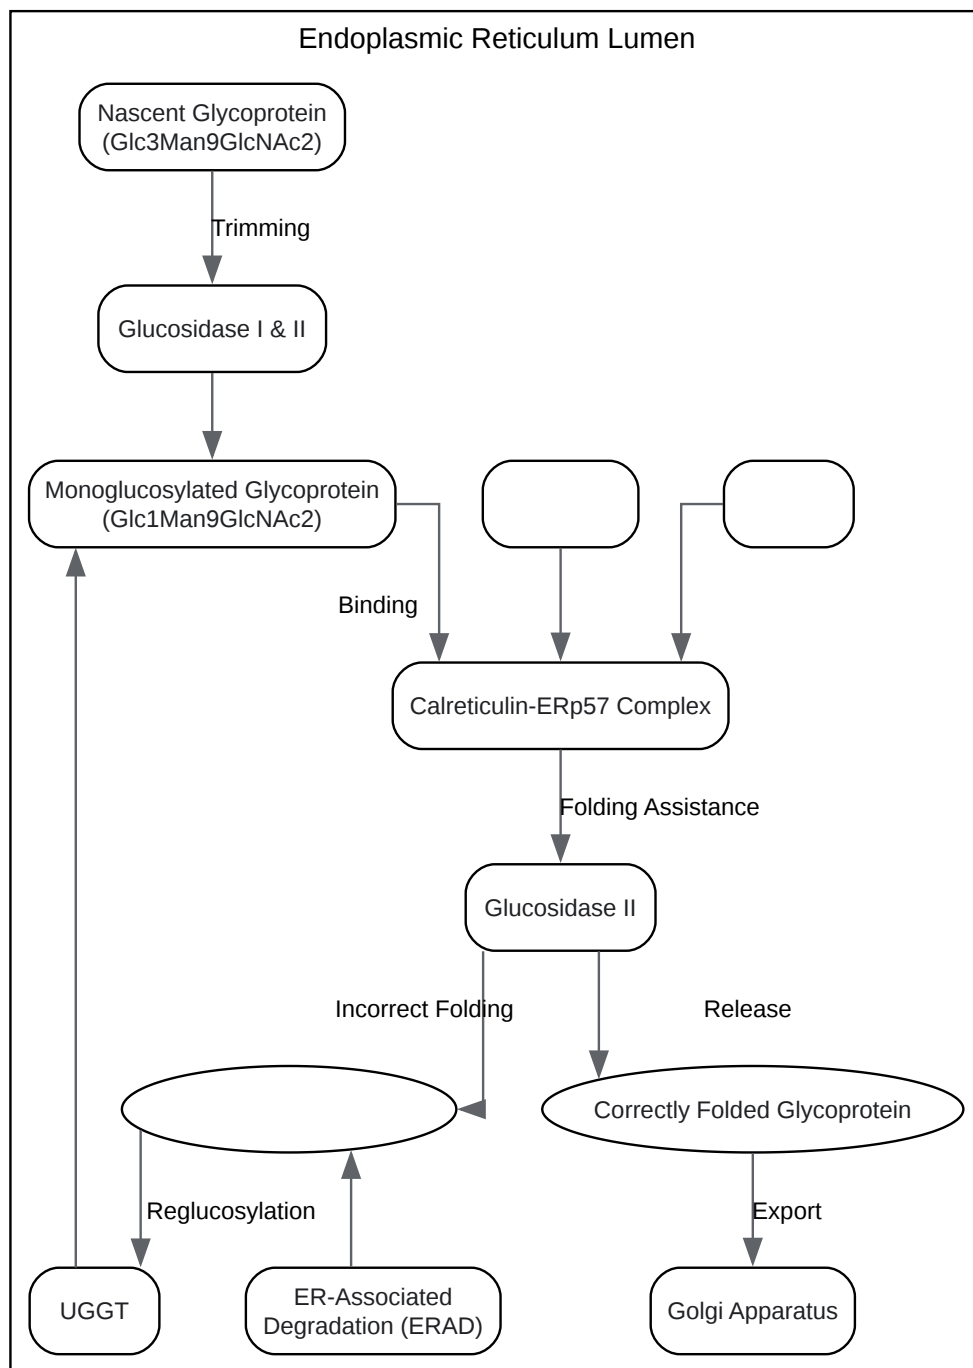 Endoplasmic Reticulum Lumen
Nascent Glycoprotein
(Glc3Man9GlcNAc2)
Trimming
Glucosidase I & II
Monoglucosylated Glycoprotein
(Glc1Man9GlcNAc2)
Binding
Calreticulin-ERp57 Complex
Folding Assistance
Glucosidase II
Incorrect Folding
Release
Correctly Folded Glycoprotein
Reglucosylation
Export
UGGT
ER-Associated
Degradation (ERAD)
Golgi Apparatus